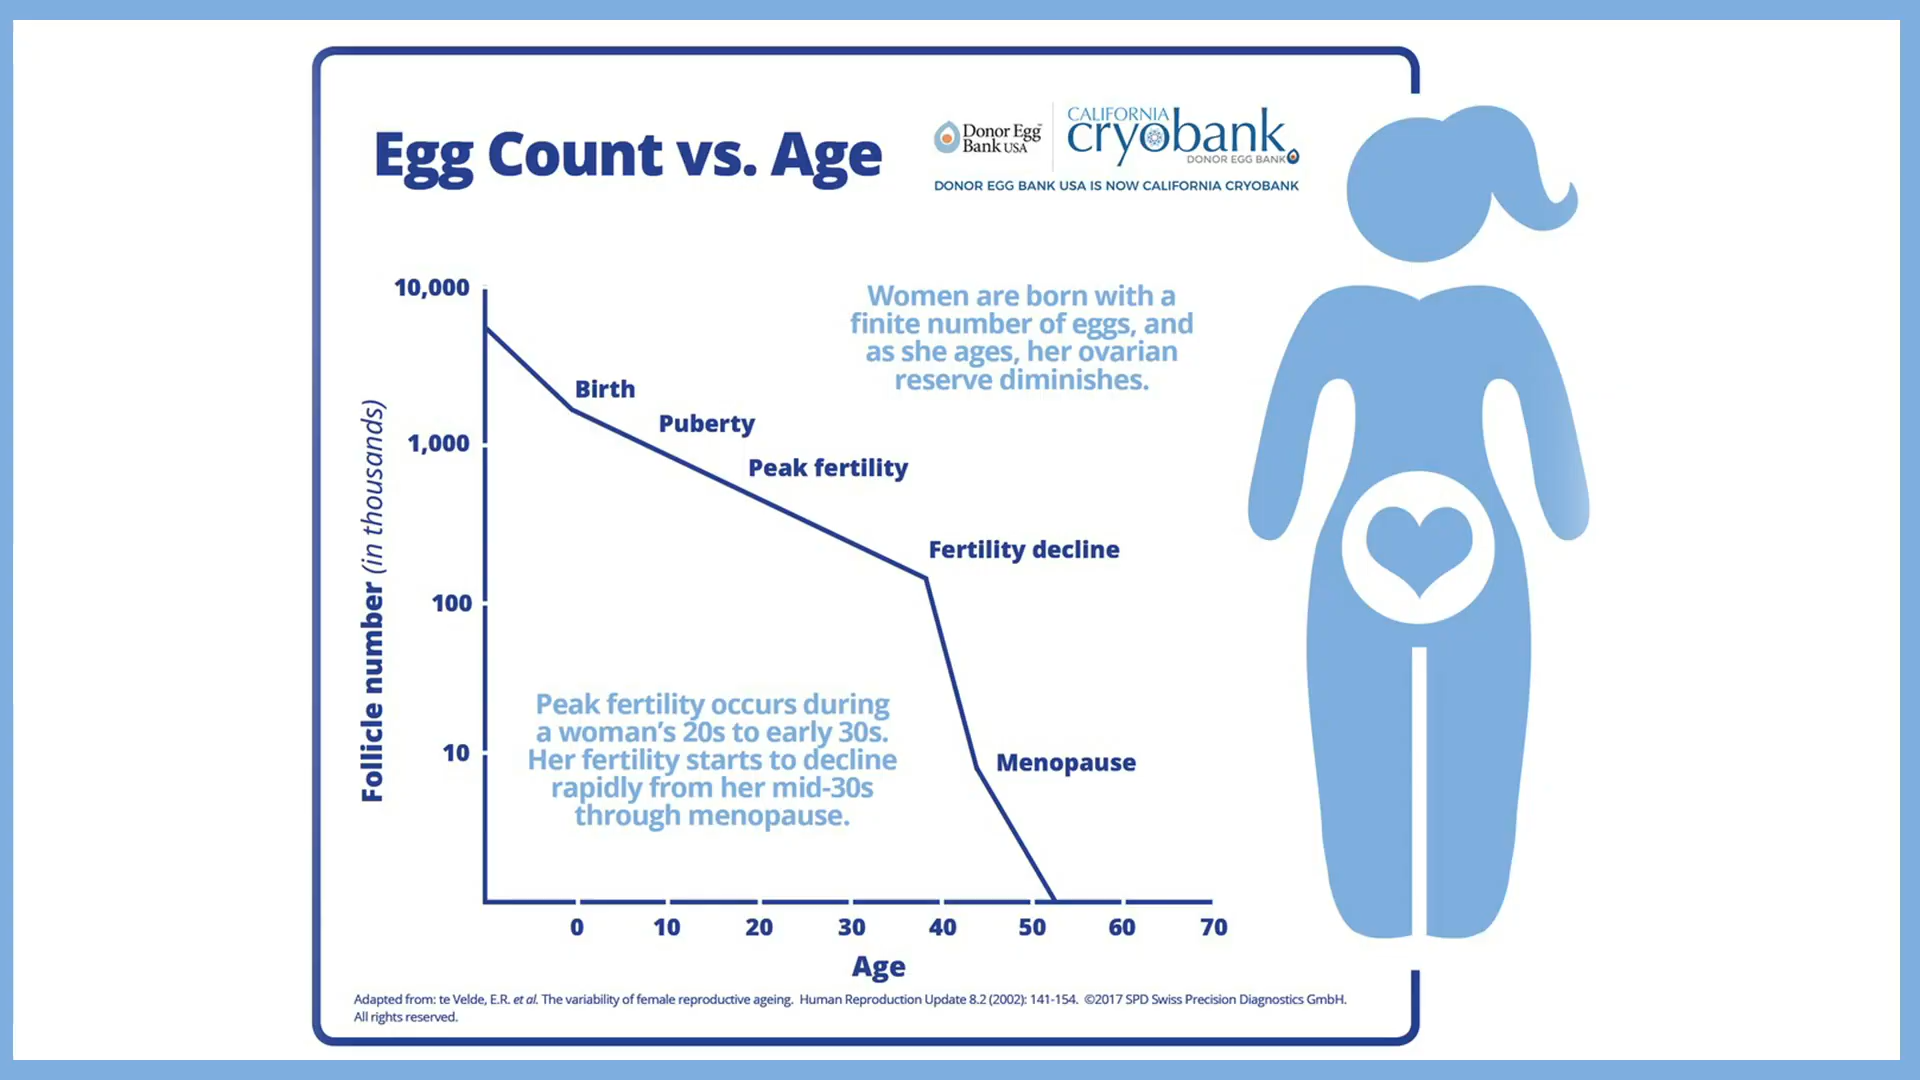 Egg Count vs. Age
Donor Egg™
Bank USA
CALIFORNIA
cryobank
DONOR EGG BANK
DONOR EGG BANK USA IS NOW CALIFORNIA CRYOBANK
Women are born with a
finite number of eggs, and
as she ages, her ovarian
reserve diminishes.
Follicle number (in thousands)
10,000
1,000
100
10
Birth
Puberty
Peak fertility
Fertility decline
Menopause
Peak fertility occurs during
a woman’s 20s to early 30s.
Her fertility starts to decline
rapidly from her mid-30s
through menopause.
0 10 20 30 40 50 60 70
Age
Adapted from: te Velde, E.R. et al. The variability of female reproductive ageing. Human Reproduction Update 8.2 (2002): 141-154. ©2017 SPD Swiss Precision Diagnostics GmbH.
All rights reserved.